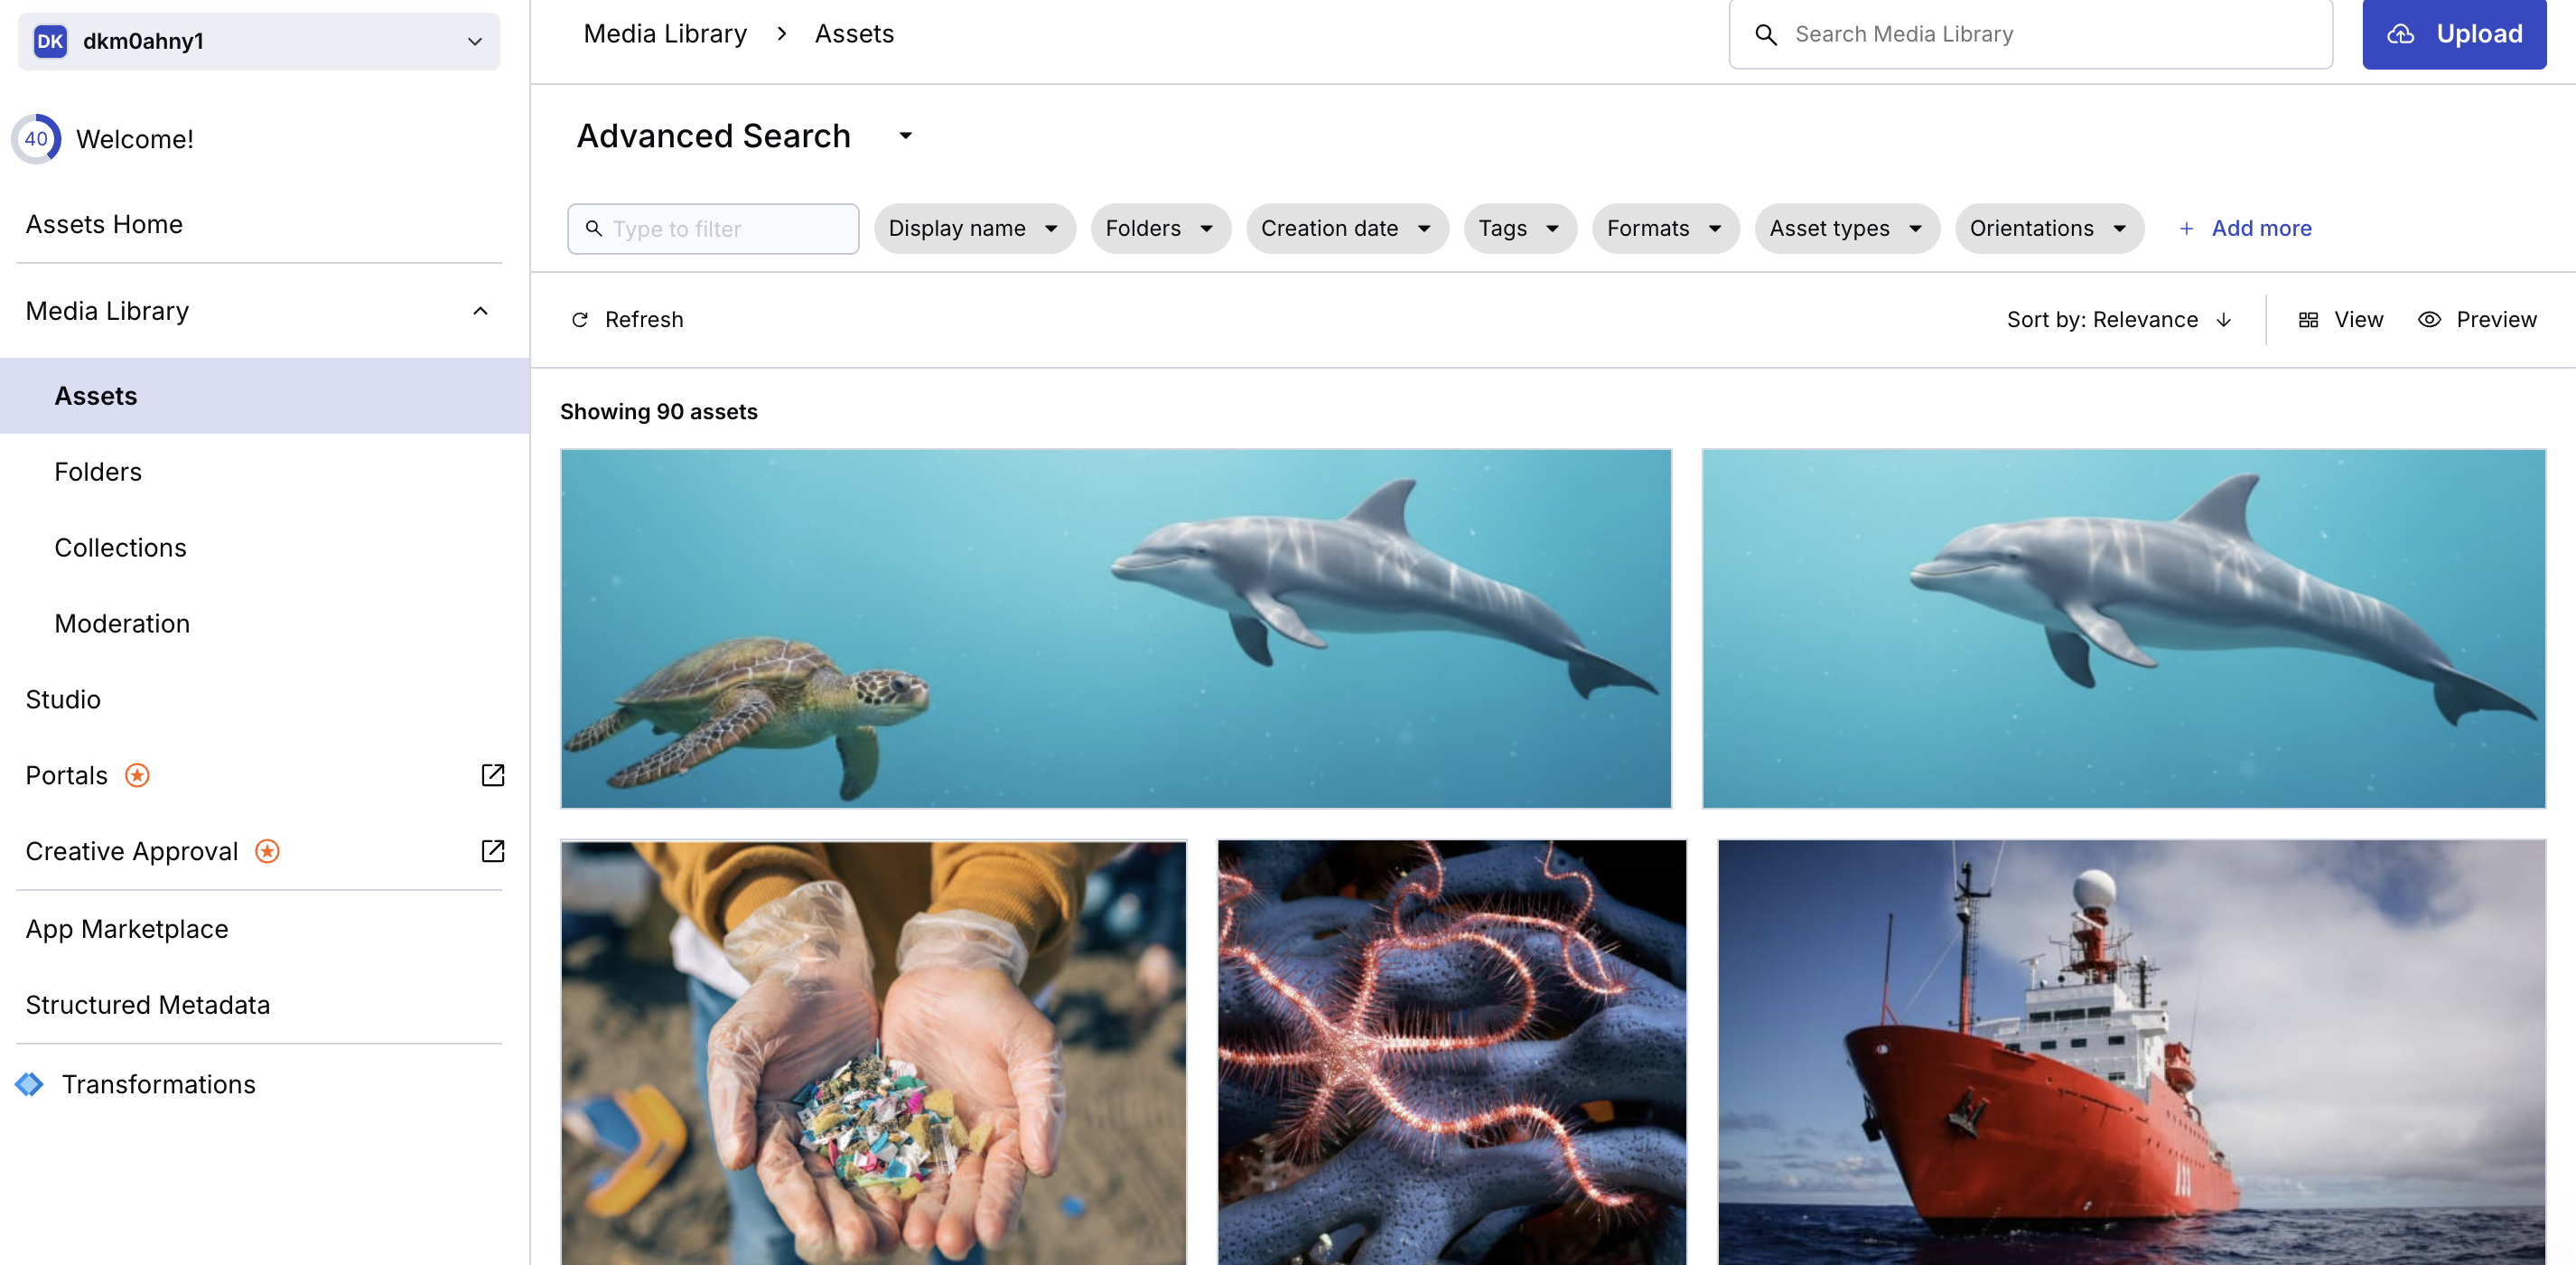 DK dkm0ahny1
Media Library > Assets
Search Media Library
Upload
40 Welcome!
Advanced Search
Assets Home
Type to filter
Display name
Folders
Creation date
Tags
Formats
Asset types
Orientations
+ Add more
Media Library
Refresh
Sort by: Relevance
View
Preview
Assets
Showing 90 assets
Folders
Collections
Moderation
Studio
Portals
Creative Approval
App Marketplace
Structured Metadata
Transformations